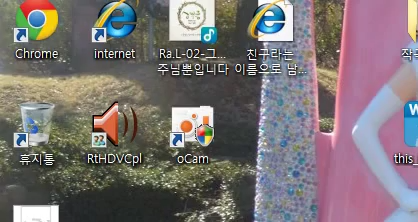 Chrome
internet
Ra.L-02-그...
주님뿐입니다
친구라는
이름으로 남...
휴지통
RtHDVCpl
oCam
this_